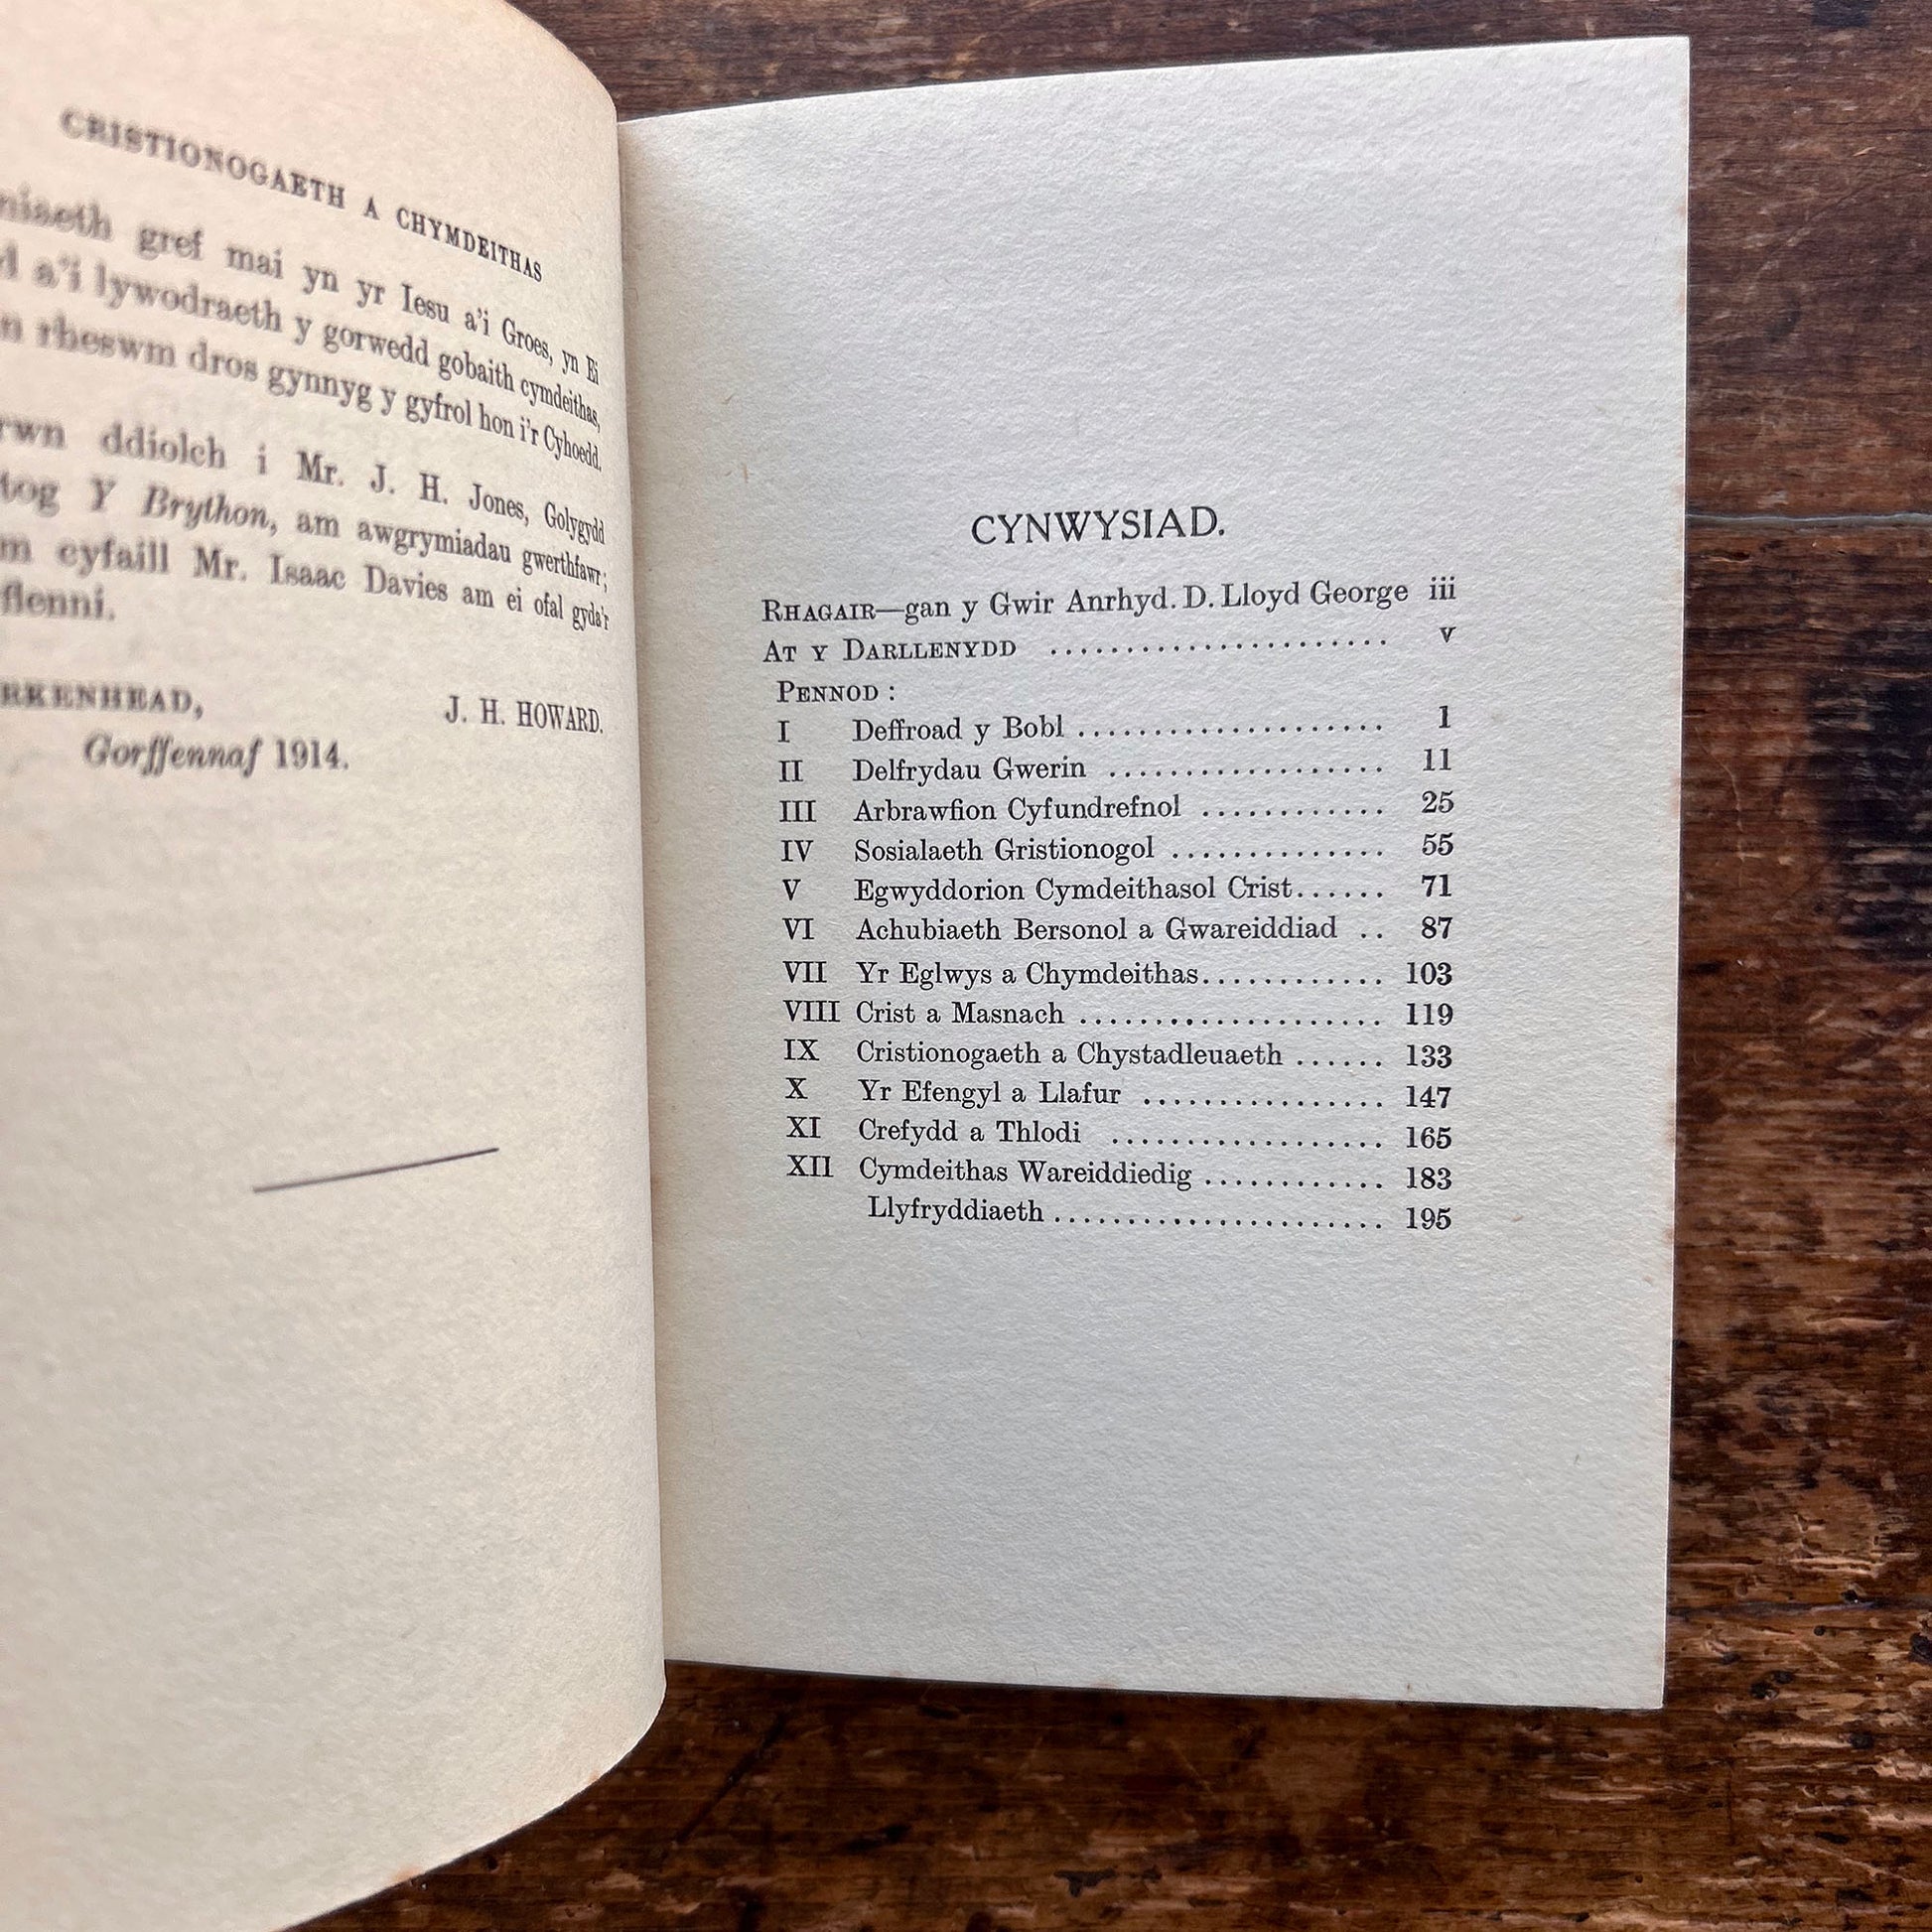 CRISTIONOGAETH A CHYMDEITHAS
gref mai yn yr Iesu a'i Groes, yn Ei
a'i lywodraeth y gorwedd gobaith cymdeithas,
rheswm dros gynnyg y gyfrol hon i'r Cyhoedd.
ddiolch i Mr. J. H. Jones, Golygydd
Y Brython, am awgrymiadau gwerthfawr;
cyfaill Mr. Isaac Davies am ei ofal gyda'r
J. H. HOWARD.
Gorffennaf 1914.
CYNWYSIAD.
RHAGAIR—gan y Gwir Anrhyd. D. Lloyd George iii
AT Y DARLLENYDD ...................... v
PENNOD :
I Deffroad y Bobl .................... 1
II Delfrydau Gwerin .................. 11
III Arbrawfion Cyfundrefnol ............ 25
IV Sosialaeth Gristionogol .............. 55
V Egwyddorion Cymdeithasol Crist...... 71
VI Achubiaeth Bersonol a Gwareiddiad .. 87
VII Yr Eglwys a Chymdeithas............ 103
VIII Crist a Masnach .................... 119
IX Cristionogaeth a Chystadleuaeth ...... 133
X Yr Efengyl a Llafur ................ 147
XI Crefydd a Thlodi .................. 165
XII Cymdeithas Wareiddiedig ............ 183
Llyfryddiaeth ...................... 195